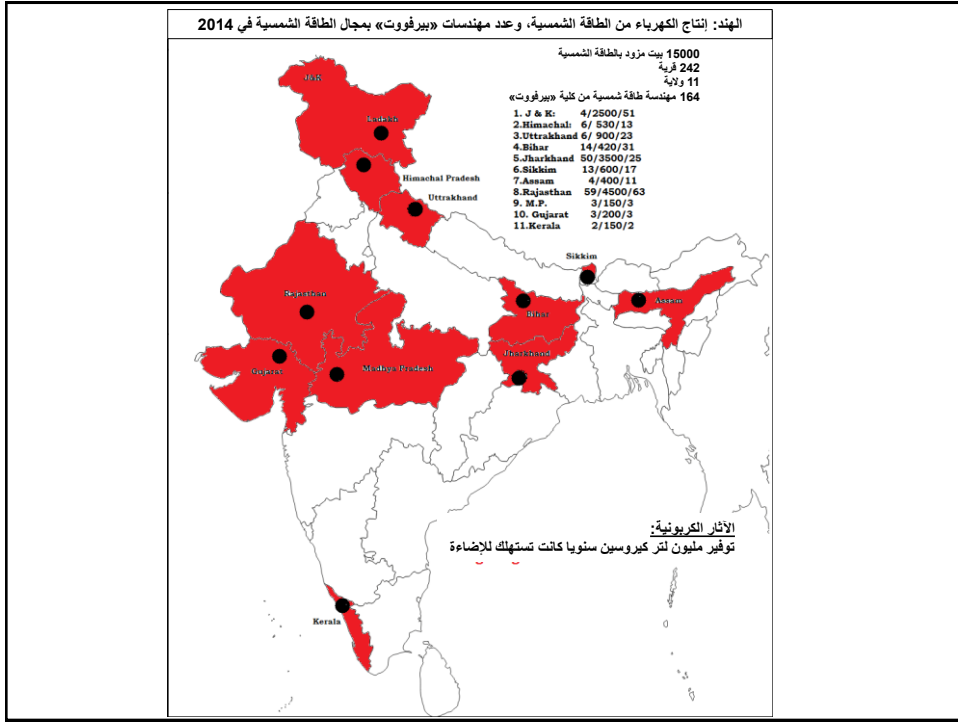 الهند: إنتاج الكهرباء من الطاقة الشمسية، وعدد مهندسات «بيرفووت» بمجال الطاقة الشمسية في 2014
15000 بيت مزود بالطاقة الشمسية
242 قرية
11 ولاية
164 مهندسة طاقة شمسية من كلية «بيرفووت»
1. J & K: 4/2500/51
2.Himachal: 6/ 530/13
3.Uttrakhand 6/ 900/23
4.Bihar 14/420/31
5.Jharkhand 50/3500/25
6.Sikkim 13/600/17
7.Assam 4/400/11
8.Rajasthan 59/4500/63
9. M.P. 3/150/3
10. Gujarat 3/200/3
11.Kerala 2/150/2
J&K
Ladakh
Himachal Pradesh
Uttrakhand
Sikkim
Rajasthan
Bihar
Assam
Jharkhand
Gujarat
Madhya Pradesh
الآثار الكربونية:
توفير مليون لتر كيروسين سنويا كانت تستهلك للإضاءة
Kerala